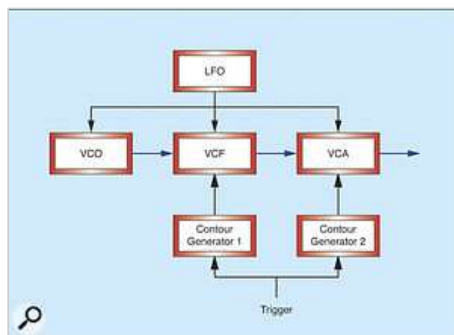 LFO
VCO
VCF
VCA
Contour
Generator 1
Contour
Generator 2
Trigger